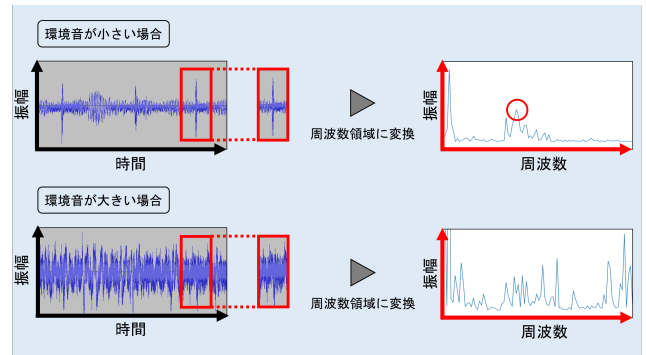 環境音が小さい場合
振幅
時間
周波数領域に変換
振幅
周波数
環境音が大きい場合
振幅
時間
周波数領域に変換
振幅
周波数